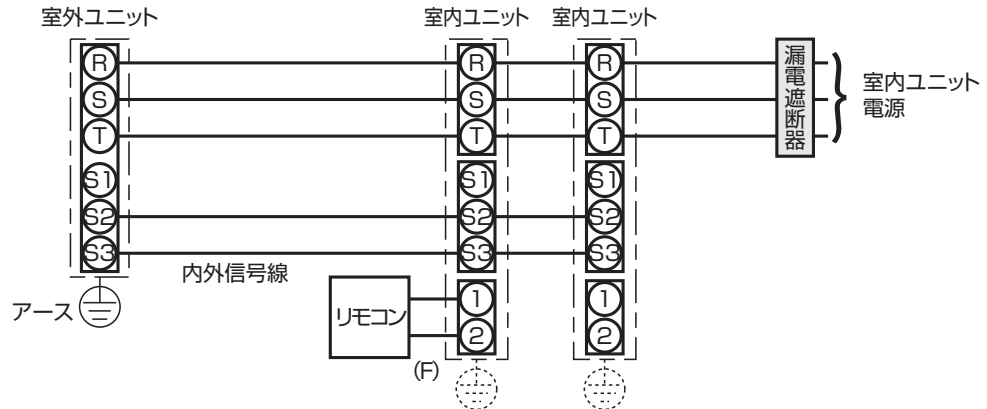 室外ユニット
室内ユニット
室内ユニット
R
S
T
S1
S2
S3
R
S
T
S1
S2
S3
1
2
R
S
T
S1
S2
S3
1
2
漏電遮断器
室内ユニット
電源
内外信号線
アース
リモコン
(F)